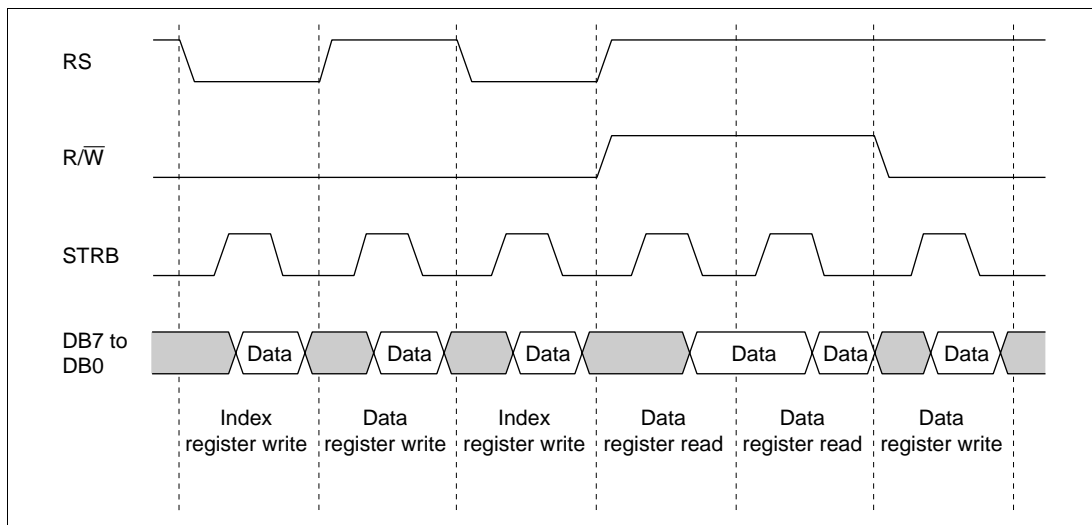 RS
R/W̅
STRB
DB7 to
DB0
Data Data Data Data Data Data
Index Data Index Data Data Data
register write register write register write register read register read register write